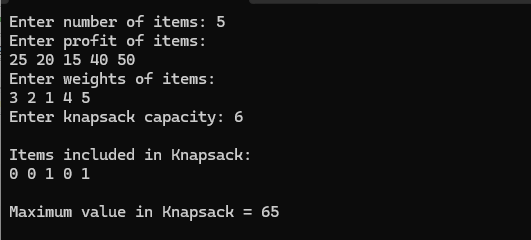 Enter number of items: 5
Enter profit of items:
25 20 15 40 50
Enter weights of items:
3 2 1 4 5
Enter knapsack capacity: 6
Items included in Knapsack:
0 0 1 0 1
Maximum value in Knapsack = 65